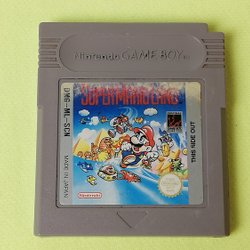 Nintendo GAME BOY
SUPER MARIO LAND
DMG-ML-SCN
MADE IN JAPAN
THIS SIDE OUT
Nintendo